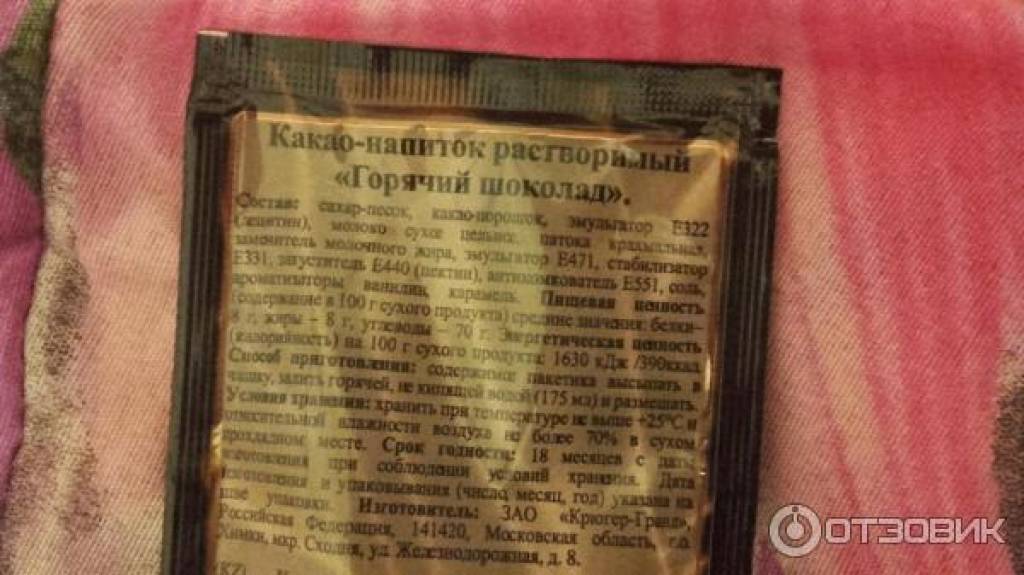 Какао-напиток растворимый
«Горячий шоколад».
Состав: сахар-песок, какао-порошок, эмульгатор Е322
(лецитин), молоко сухое цельное, патока крахмальная,
заменитель молочного жира, эмульгатор Е471, стабилизатор
Е331, загуститель Е440 (пектин), антикомкователь Е551, соль,
ароматизаторы ванилин, карамель. Пищевая ценность
(содержание в 100 г сухого продукта) средние значения: белки–
8 г, жиры – 8 г, углеводы – 70 г. Энергетическая ценность
(калорийность) на 100 г сухого продукта: 1630 кДж /390ккал
Способ приготовления: содержимое пакетика высыпать в
чашку, залить горячей, не кипящей водой (175 мл) и размешать.
Условия хранения: хранить при температуре не выше +25°С и
относительной влажности воздуха не более 70% в сухом
прохладном месте. Срок годности: 18 месяцев с даты
изготовления при соблюдении условий хранения. Дата
изготовления и упаковывания (число, месяц, год) указана на
шве упаковки. Изготовитель: ЗАО «Крюгер-Гранд»,
Российская Федерация, 141420, Московская область, г.о.
Химки, мкр. Сходня, ул. Железнодорожная, д. 8.
KZ)
ОТЗОВИК